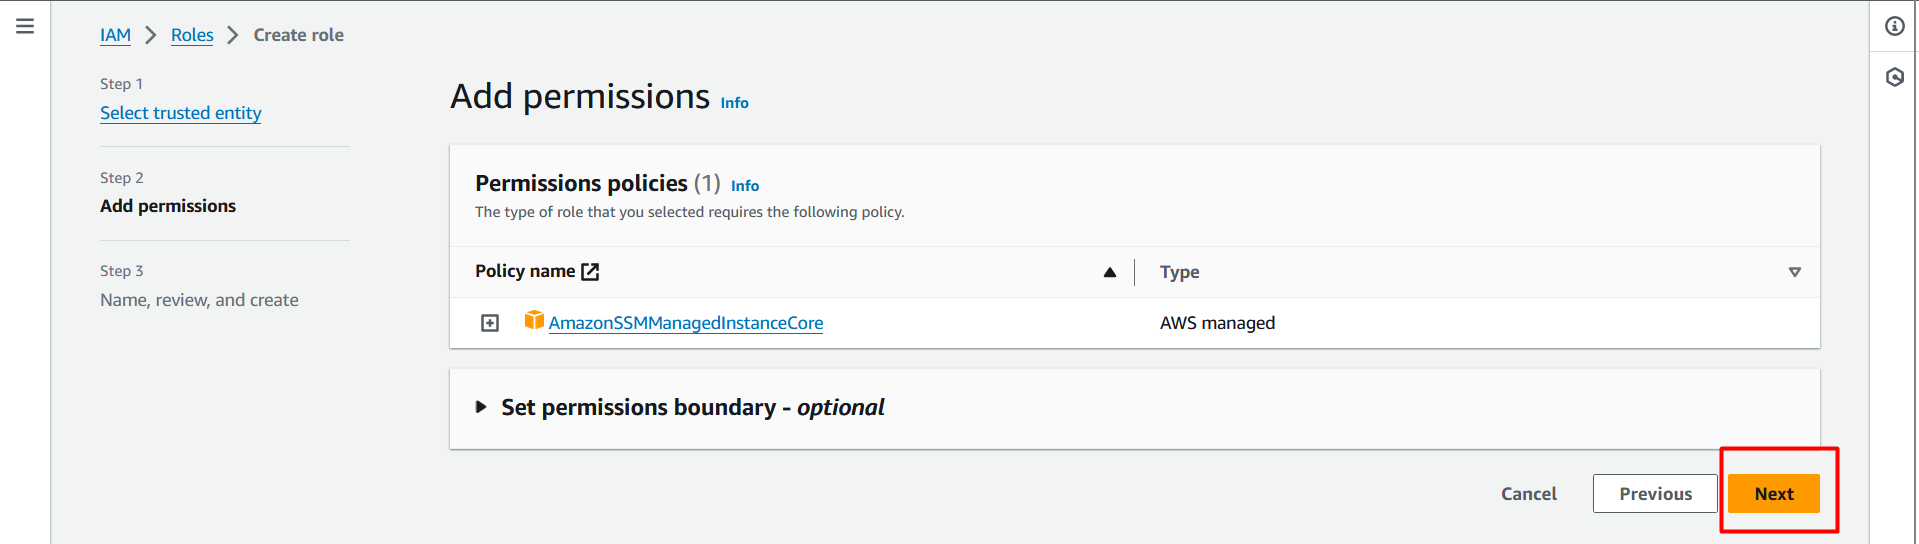 IAM > Roles > Create role
Step 1
Select trusted entity
Step 2
Add permissions
Step 3
Name, review, and create
Add permissions Info
Permissions policies (1) Info
The type of role that you selected requires the following policy.
Policy name Type
AmazonSSMManagedInstanceCore AWS managed
Set permissions boundary - optional
Cancel Previous Next